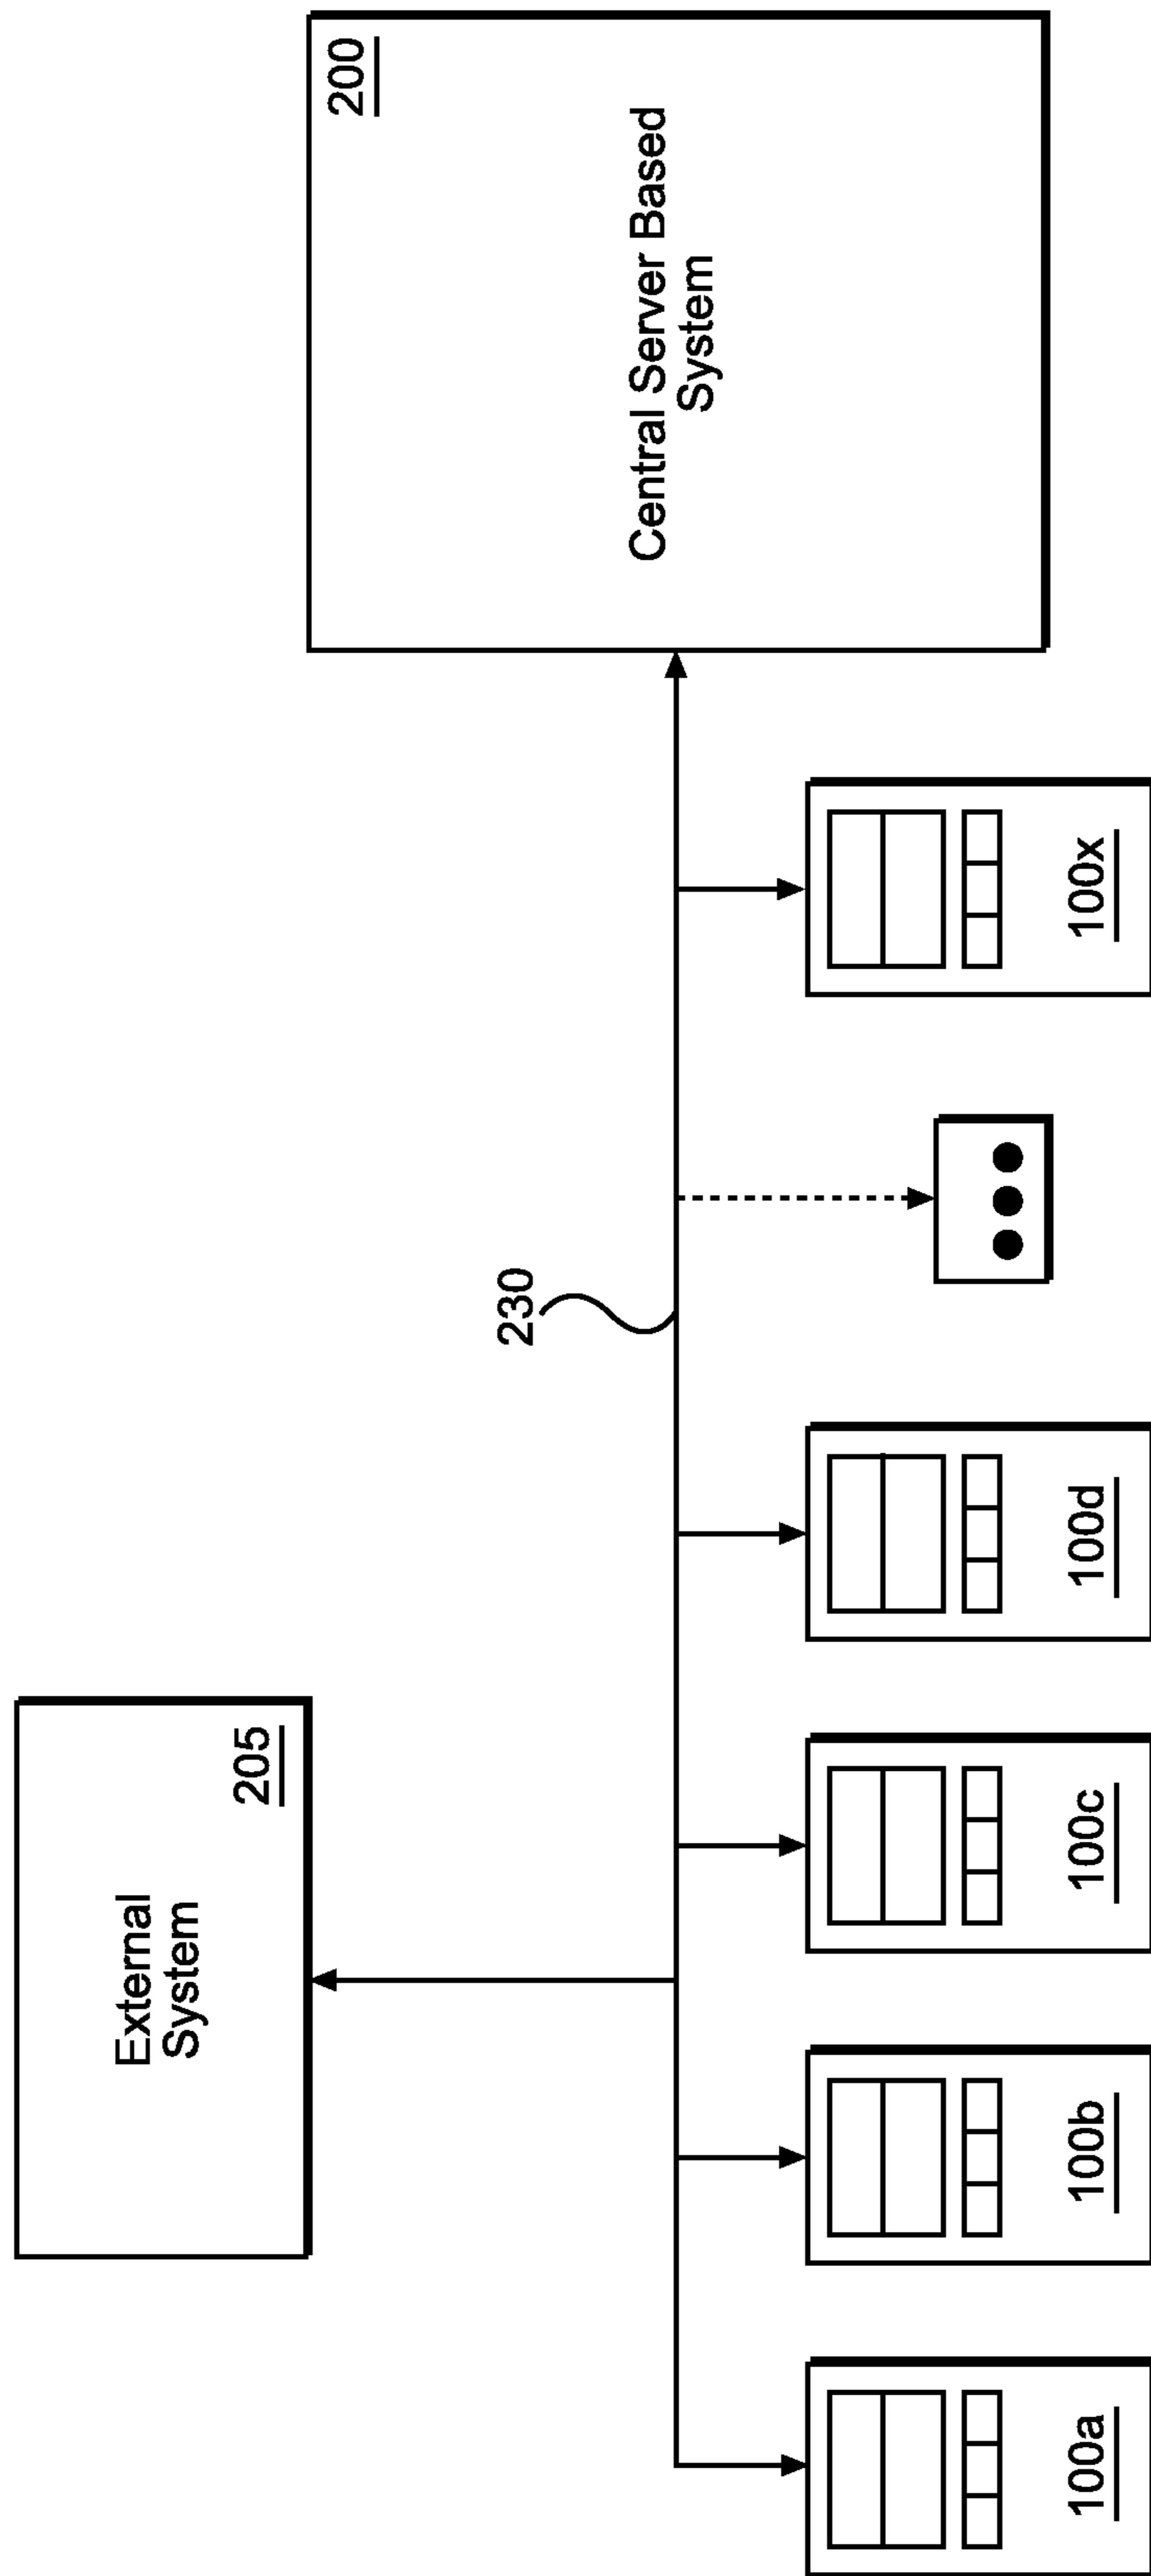 External
System
205
200
Central Server Based
System
230
100a
100b
100c
100d
100x